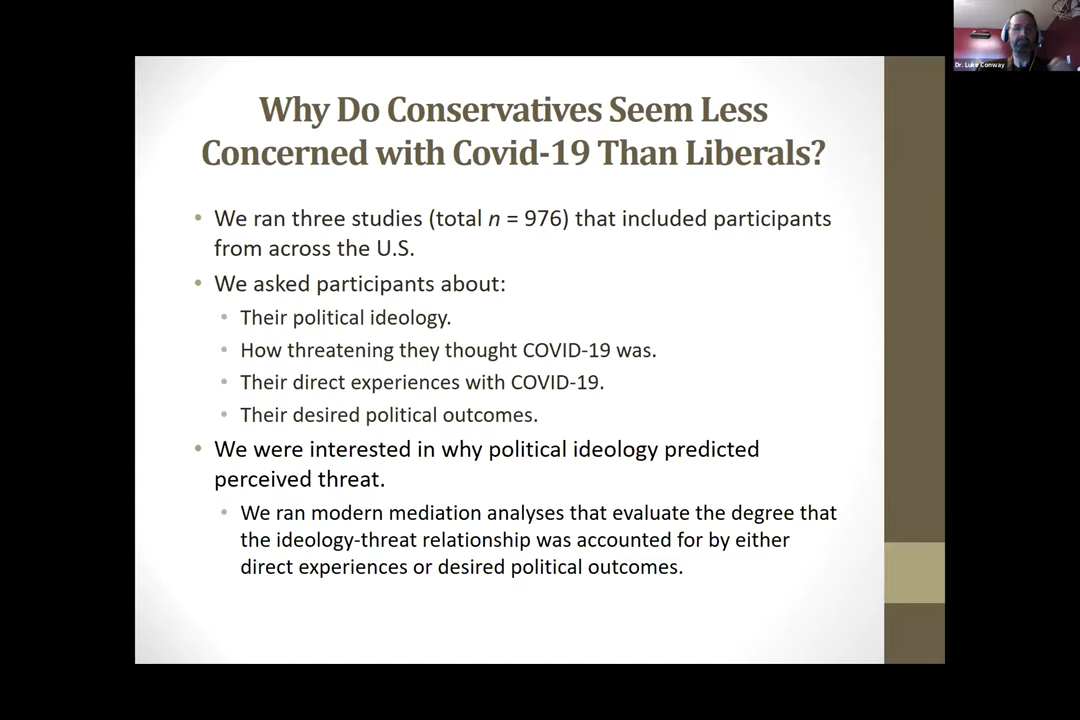 Why Do Conservatives Seem Less
Concerned with Covid-19 Than Liberals?
• We ran three studies (total n = 976) that included participants
from across the U.S.
• We asked participants about:
• Their political ideology.
• How threatening they thought COVID-19 was.
• Their direct experiences with COVID-19.
• Their desired political outcomes.
• We were interested in why political ideology predicted
perceived threat.
• We ran modern mediation analyses that evaluate the degree that
the ideology-threat relationship was accounted for by either
direct experiences or desired political outcomes.
Dr. Luke Conway